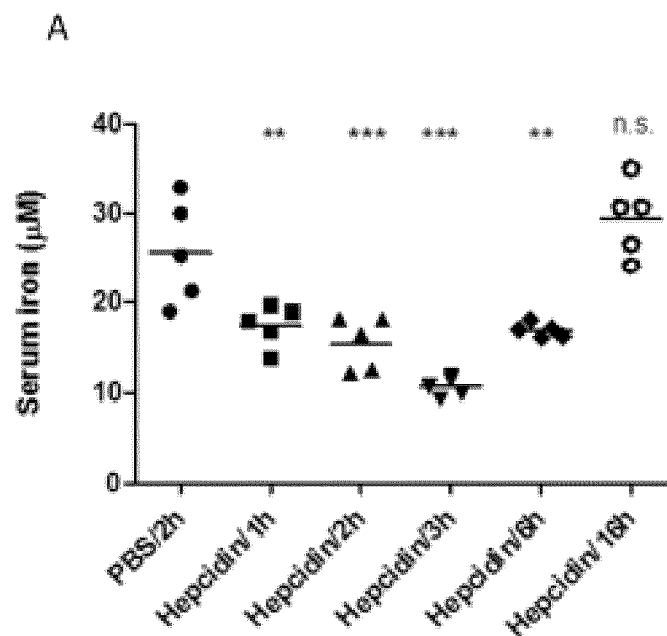 A
** *** *** ** n.s.
40
30
20
10
0
Serum iron (μM)
PBS/2h
Hepcidin/1h
Hepcidin/2h
Hepcidin/3h
Hepcidin/6h
Hepcidin/16h